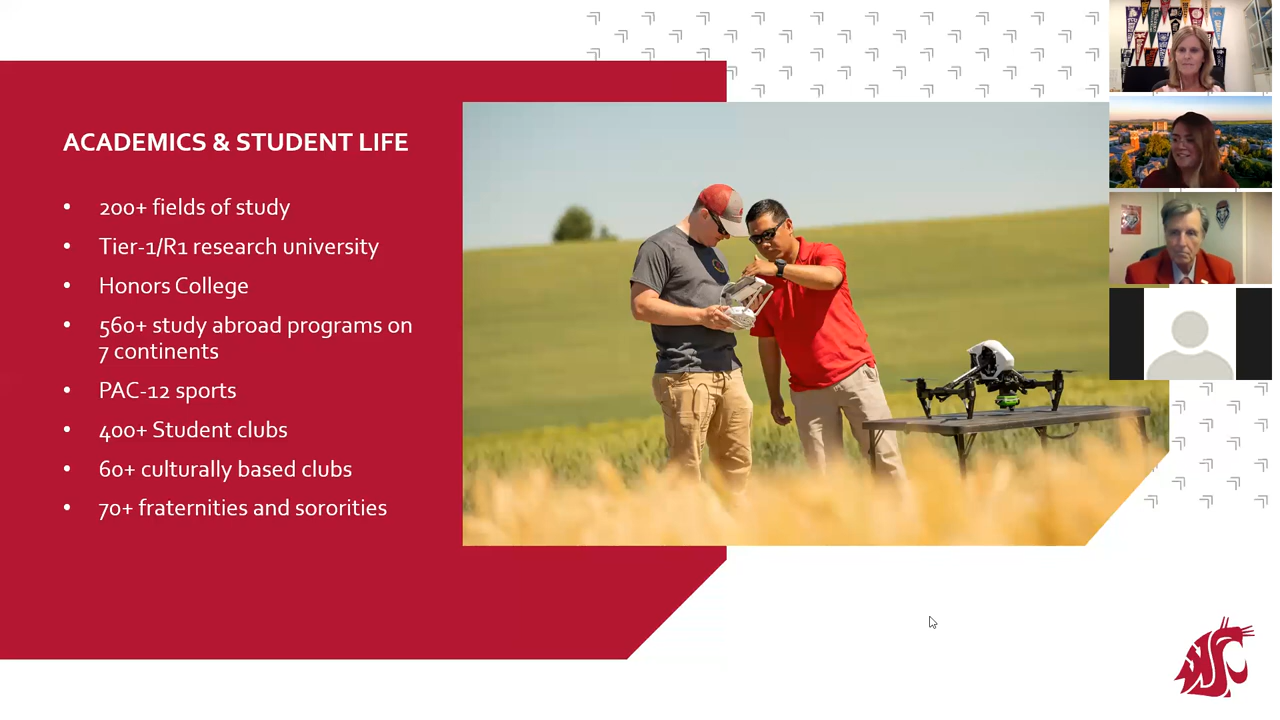 ACADEMICS & STUDENT LIFE
• 200+ fields of study
• Tier-1/R1 research university
• Honors College
• 560+ study abroad programs on
7 continents
• PAC-12 sports
• 400+ Student clubs
• 60+ culturally based clubs
• 70+ fraternities and sororities
WSC